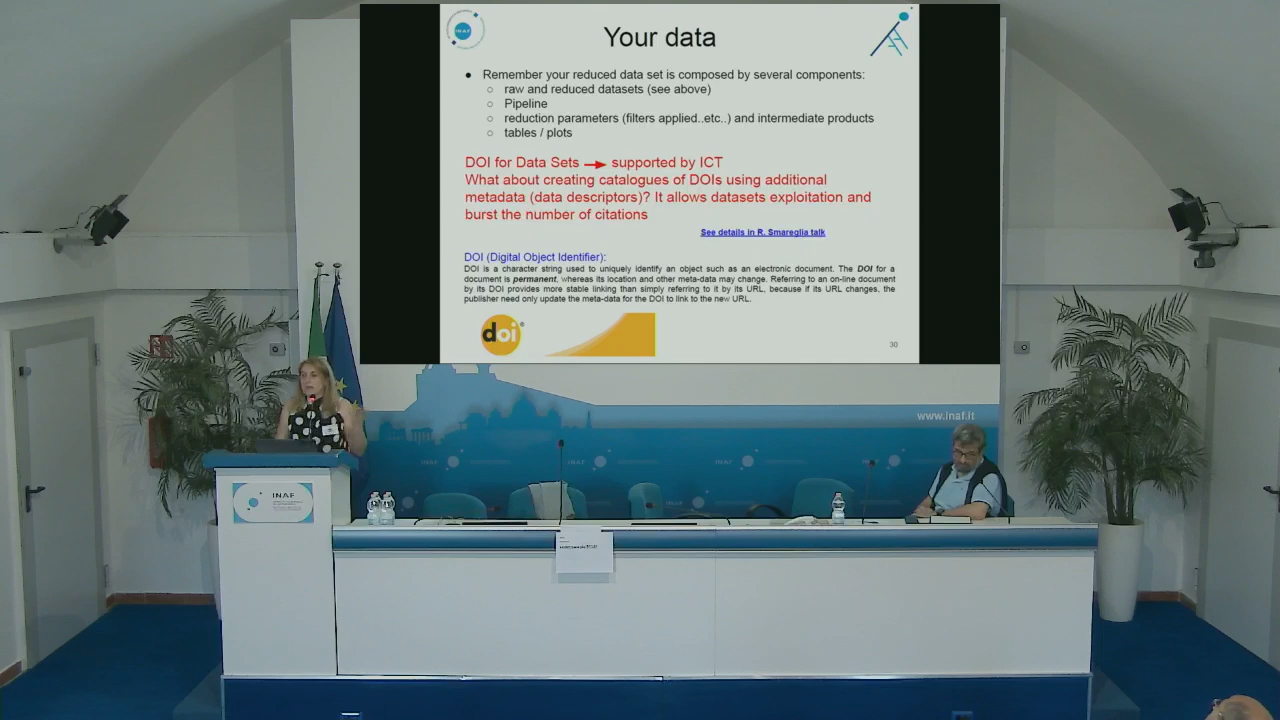 INAF
Your data
● Remember your reduced data set is composed by several components:
○ raw and reduced datasets (see above)
○ Pipeline
○ reduction parameters (filters applied..etc..) and intermediate products
○ tables / plots
DOI for Data Sets → supported by ICT
What about creating catalogues of DOIs using additional
metadata (data descriptors)? It allows datasets exploitation and
burst the number of citations
See details in R. Smareglia talk
DOI (Digital Object Identifier):
DOI is a character string used to uniquely identify an object such as an electronic document. The DOI for a
document is permanent, whereas its location and other meta-data may change. Referring to an on-line document
by its DOI provides more stable linking than simply referring to it by its URL, because if its URL changes, the
publisher need only update the meta-data for the DOI to link to the new URL.
doi®
30
www.inaf.it
INAF
INAF
INAF
INAF
INAF